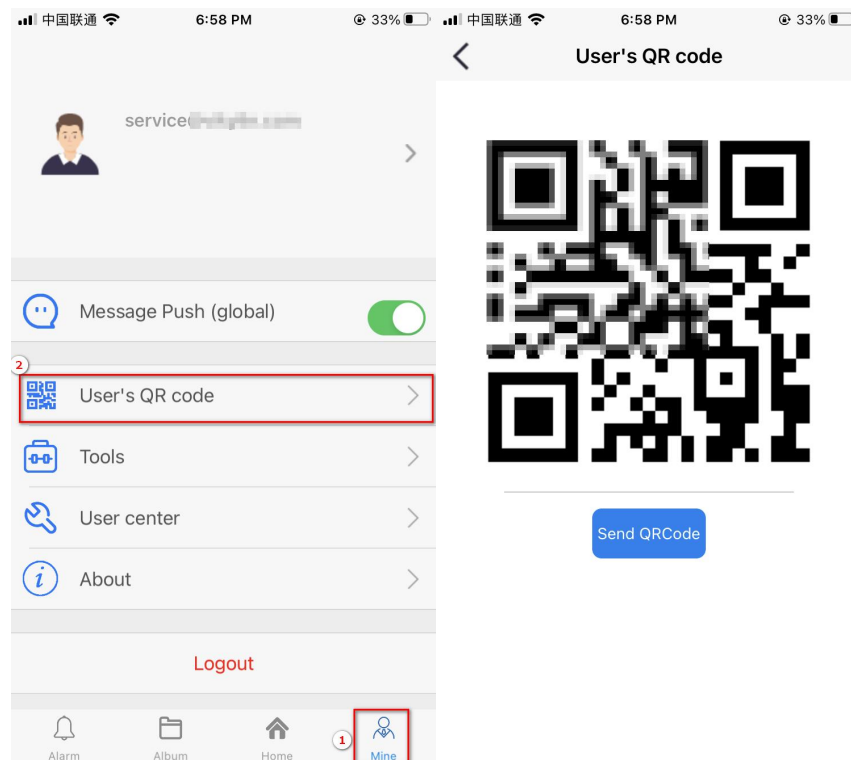 中国联通 6:58 PM 33%
service
Message Push (global)
2
User's QR code
Tools
User center
About
Logout
1
Alarm Album Home Mine
中国联通 6:58 PM 33%
User's QR code
Send QRCode